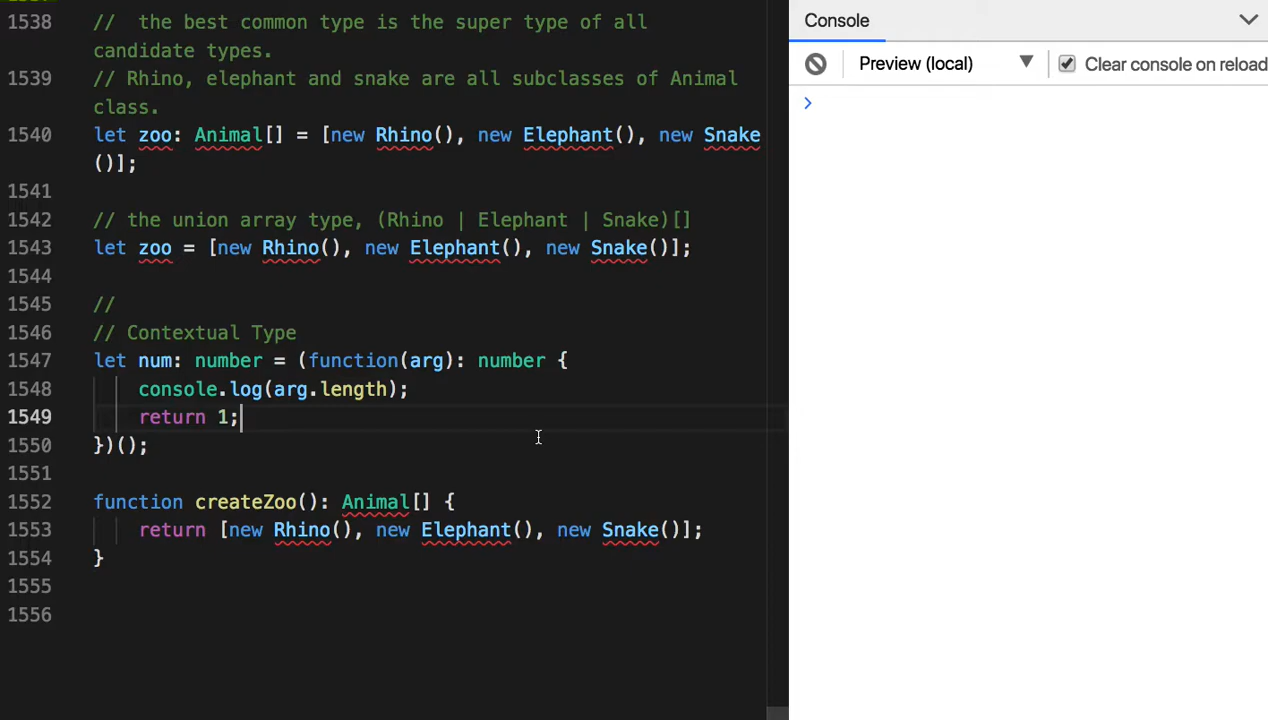 1538 //  the best common type is the super type of all
candidate types.
1539 // Rhino, elephant and snake are all subclasses of Animal
class.
1540 let zoo: Animal[] = [new Rhino(), new Elephant(), new Snake
()];
1541
1542 // the union array type, (Rhino | Elephant | Snake)[]
1543 let zoo = [new Rhino(), new Elephant(), new Snake()];
1544
1545 //
1546 // Contextual Type
1547 let num: number = (function(arg): number {
1548     console.log(arg.length);
1549     return 1;
1550 })();
1551
1552 function createZoo(): Animal[] {
1553     return [new Rhino(), new Elephant(), new Snake()];
1554 }
1555
1556
Console
Preview (local) ▼ Clear console on reload
>